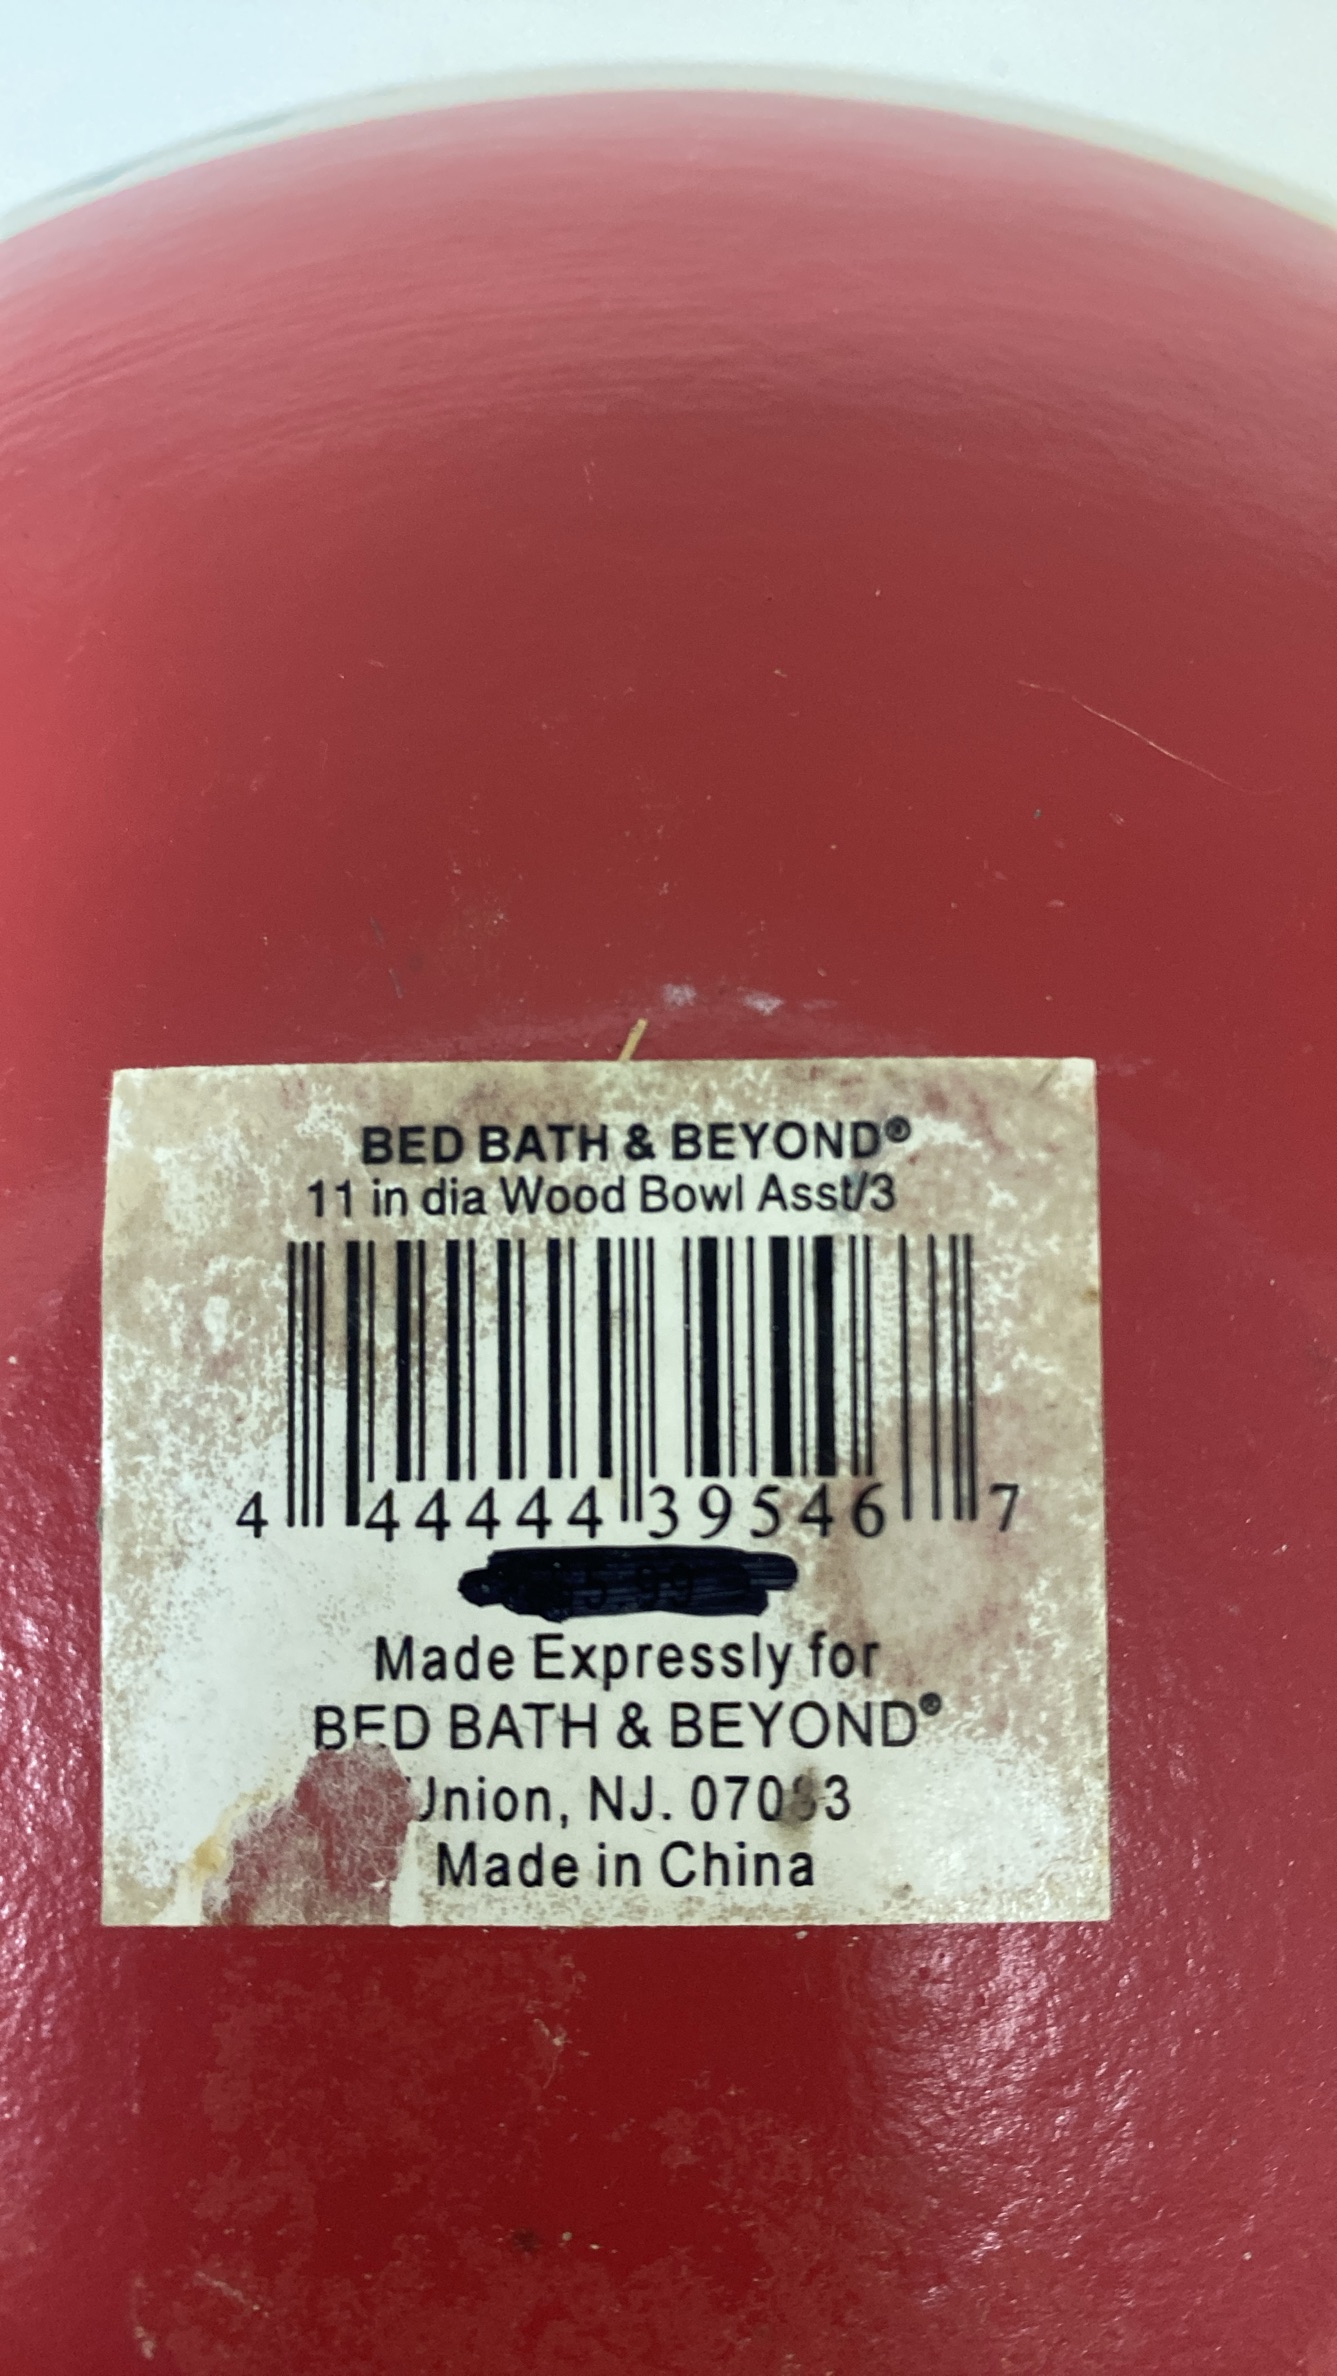 BED BATH & BEYOND®
11 in dia Wood Bowl Asst/3
4 44444 39546 7
Made Expressly for
BED BATH & BEYOND®
Union, NJ.
Made in China